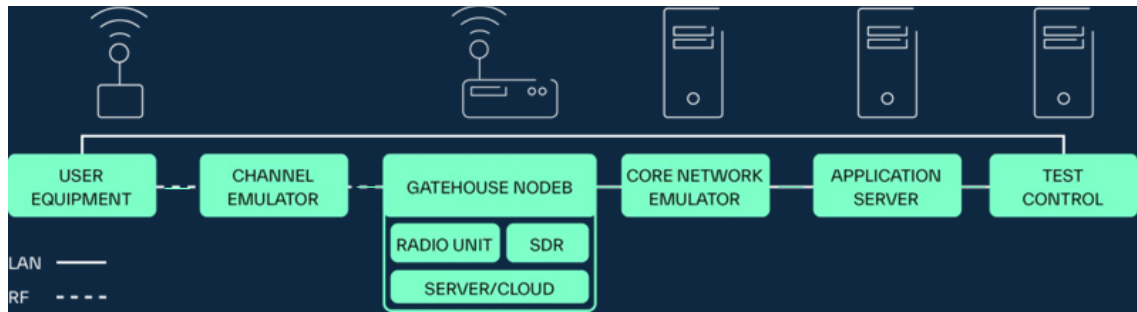 USER
EQUIPMENT
CHANNEL
EMULATOR
GATEHOUSE NODEB
CORE NETWORK
EMULATOR
APPLICATION
SERVER
TEST
CONTROL
RADIO UNIT
SDR
SERVER/CLOUD
LAN
RF